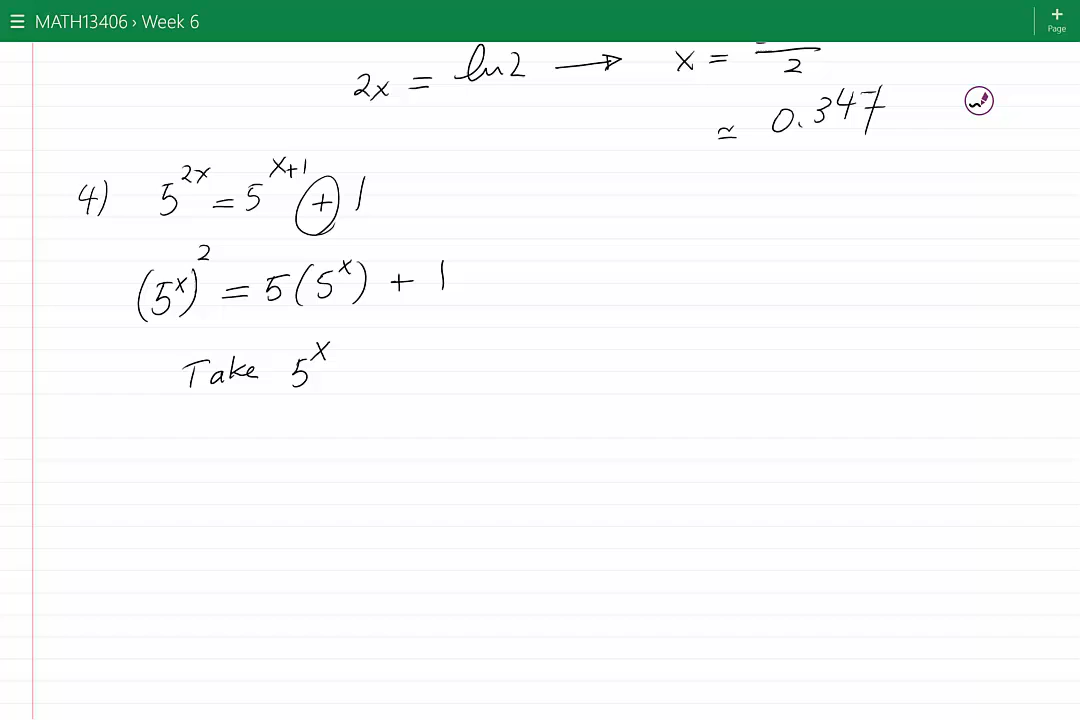 ☰ MATH13406 › Week 6
+ Page
2x = ln2 → x = ― 2
≃ 0.347
4) 5^{2x} = 5^{x+1} + 1
(5^x)^2 = 5(5^x) + 1
Take 5^x